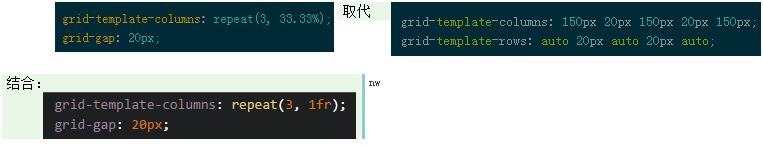 grid-template-columns: repeat(3, 33.33%);
grid-gap: 20px;
取代
grid-template-columns: 150px 20px 150px 20px 150px;
grid-template-rows: auto 20px auto 20px auto;
结合：
nw
grid-template-columns: repeat(3, 1fr);
grid-gap: 20px;